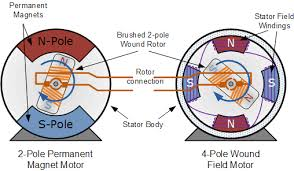 Permanent
Magnets
N-Pole
S-Pole
Brushed 2-pole
Wound Rotor
Rotor
connection
Stator Body
Stator Field
Windings
N
S
S
N
2-Pole Permanent
Magnet Motor
4-Pole Wound
Field Motor